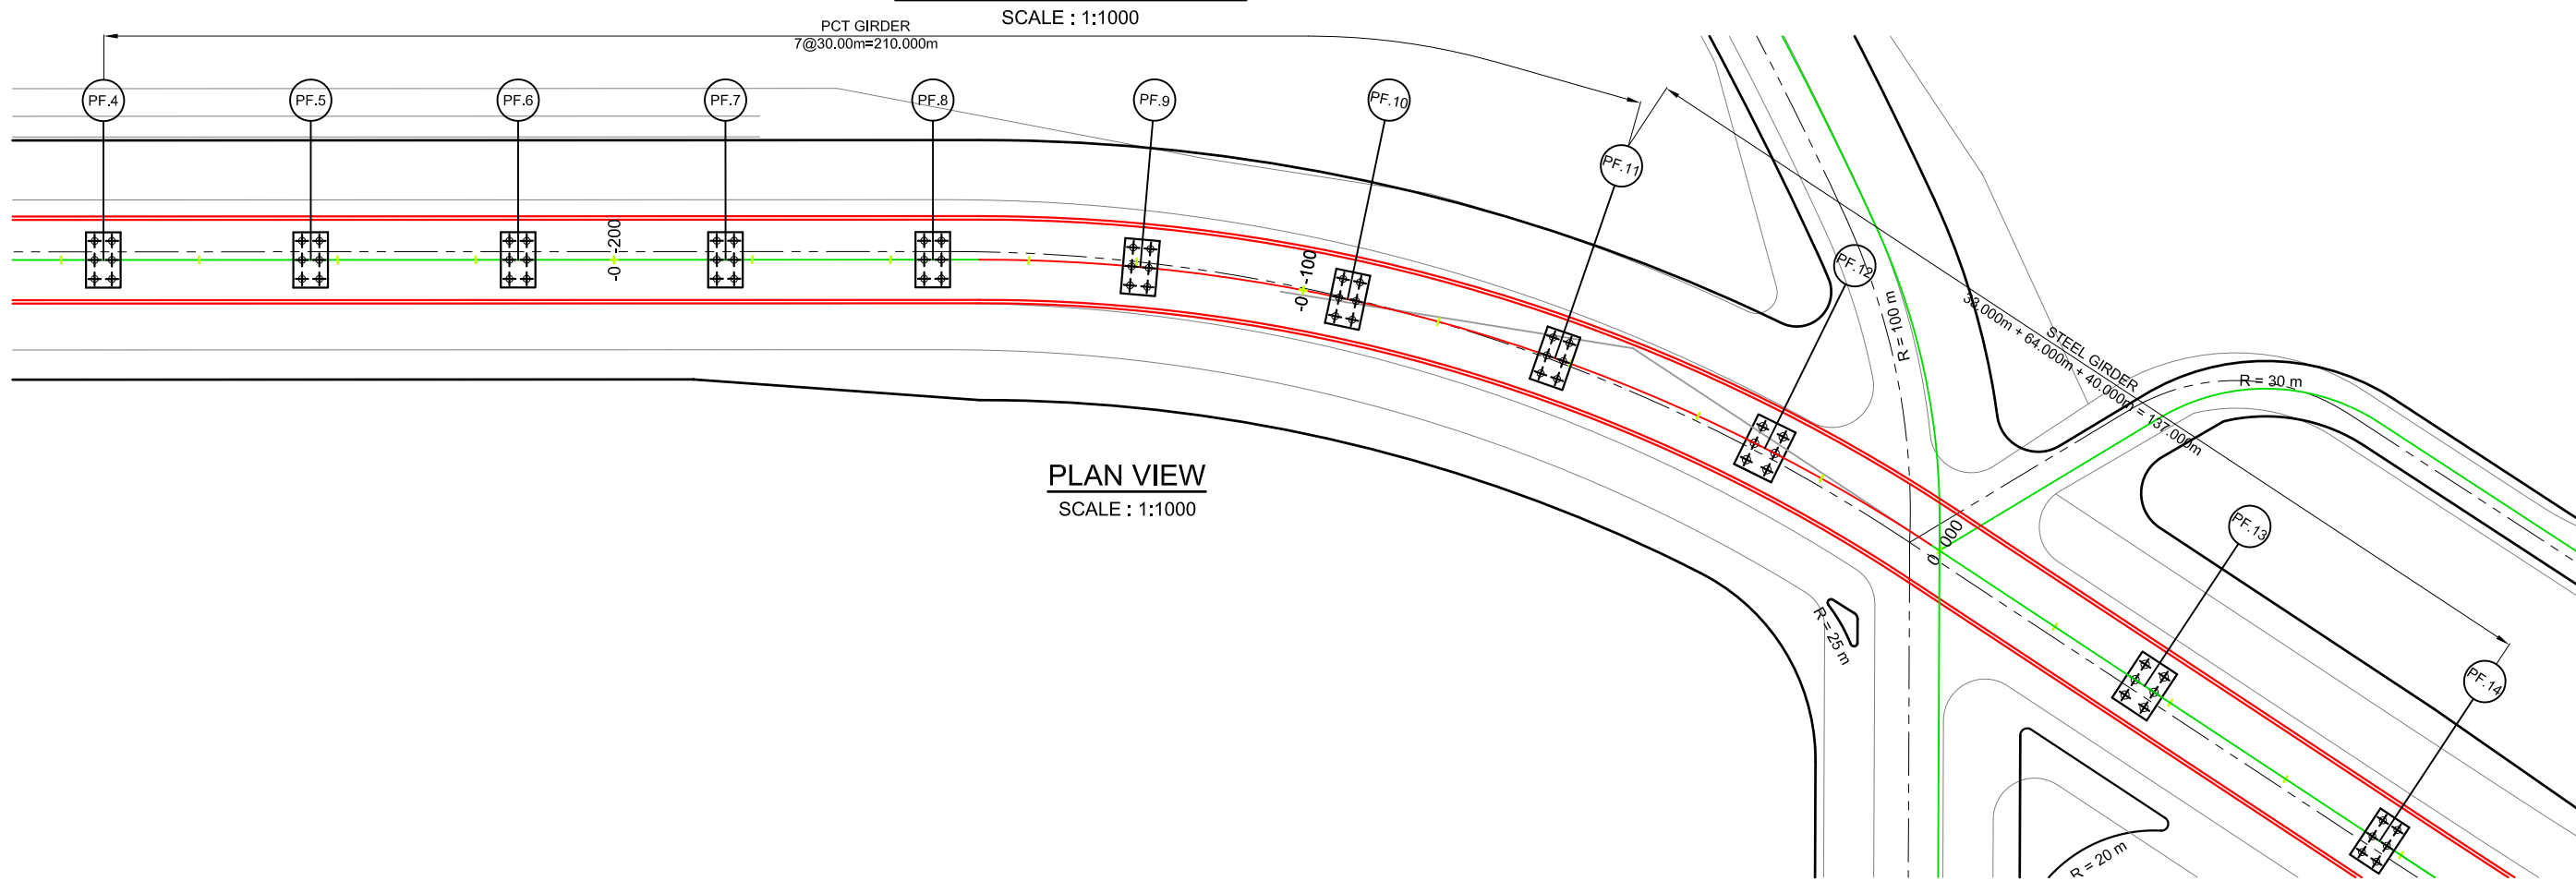 SCALE : 1:1000
PCT GIRDER
7@30.00m=210.000m
PF.4
PF.5
PF.6
PF.7
PF.8
PF.9
PF.10
PF.11
PF.12
-0 -200
-0 -100
R = 100 m
STEEL GIRDER
33.000m + 64.000m + 40.000m = 137.000m
R = 30 m
PLAN VIEW
SCALE : 1:1000
0 -000
PF.13
R = 25 m
PF.14
R = 20 m